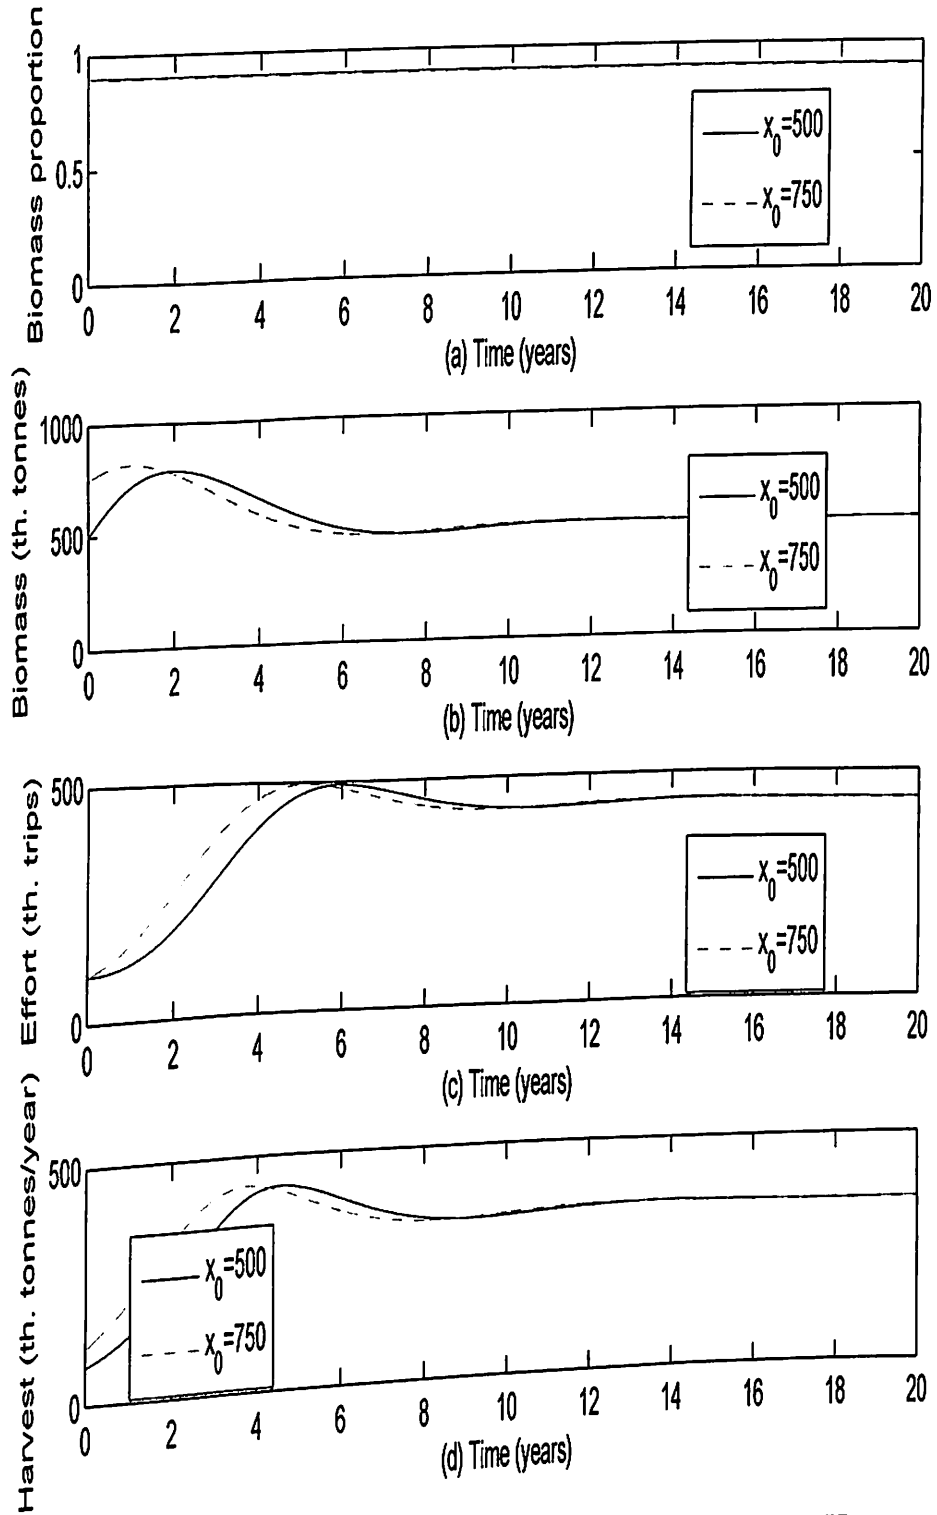 Biomass proportion
1
0.5
0
x0=500
x0=750
0 2 4 6 8 10 12 14 16 18 20
(a) Time (years)
Biomass (th. tonnes)
1000
500
0
x0=500
x0=750
0 2 4 6 8 10 12 14 16 18 20
(b) Time (years)
Effort (th. trips)
500
0
x0=500
x0=750
0 2 4 6 8 10 12 14 16 18 20
(c) Time (years)
Harvest (th. tonnes/year)
500
0
x0=500
x0=750
0 2 4 6 8 10 12 14 16 18 20
(d) Time (years)